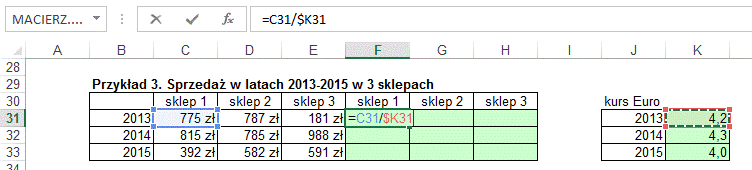 MACIERZ.... =C31/$K31
A B C D E F G H I J K
28
29 Przykład 3. Sprzedaż w latach 2013-2015 w 3 sklepach
30 sklep 1 sklep 2 sklep 3 sklep 1 sklep 2 sklep 3 kurs Euro
31 2013 775 zł 787 zł 181 zł =C31/$K31 2013 4,2
32 2014 815 zł 785 zł 988 zł 2014 4,3
33 2015 392 zł 582 zł 591 zł 2015 4,0